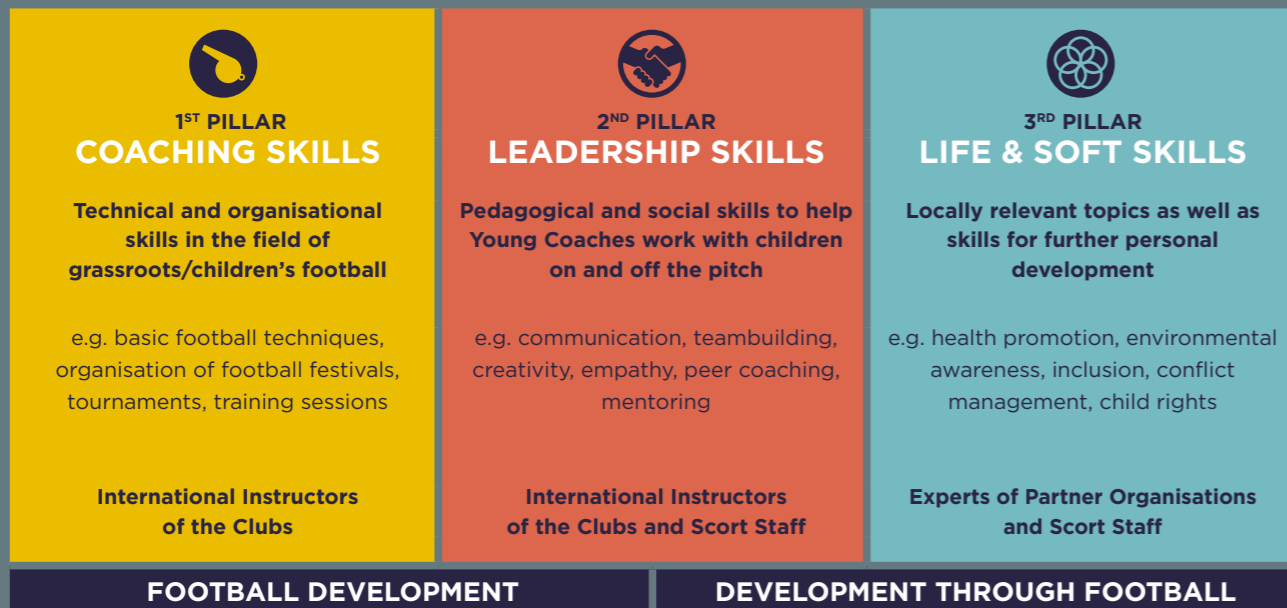 1ST PILLAR
COACHING SKILLS
Technical and organisational
skills in the field of
grassroots/children’s football
e.g. basic football techniques,
organisation of football festivals,
tournaments, training sessions
International Instructors
of the Clubs
2ND PILLAR
LEADERSHIP SKILLS
Pedagogical and social skills to help
Young Coaches work with children
on and off the pitch
e.g. communication, teambuilding,
creativity, empathy, peer coaching,
mentoring
International Instructors
of the Clubs and Scort Staff
3RD PILLAR
LIFE & SOFT SKILLS
Locally relevant topics as well as
skills for further personal
development
e.g. health promotion, environmental
awareness, inclusion, conflict
management, child rights
Experts of Partner Organisations
and Scort Staff
FOOTBALL DEVELOPMENT
DEVELOPMENT THROUGH FOOTBALL